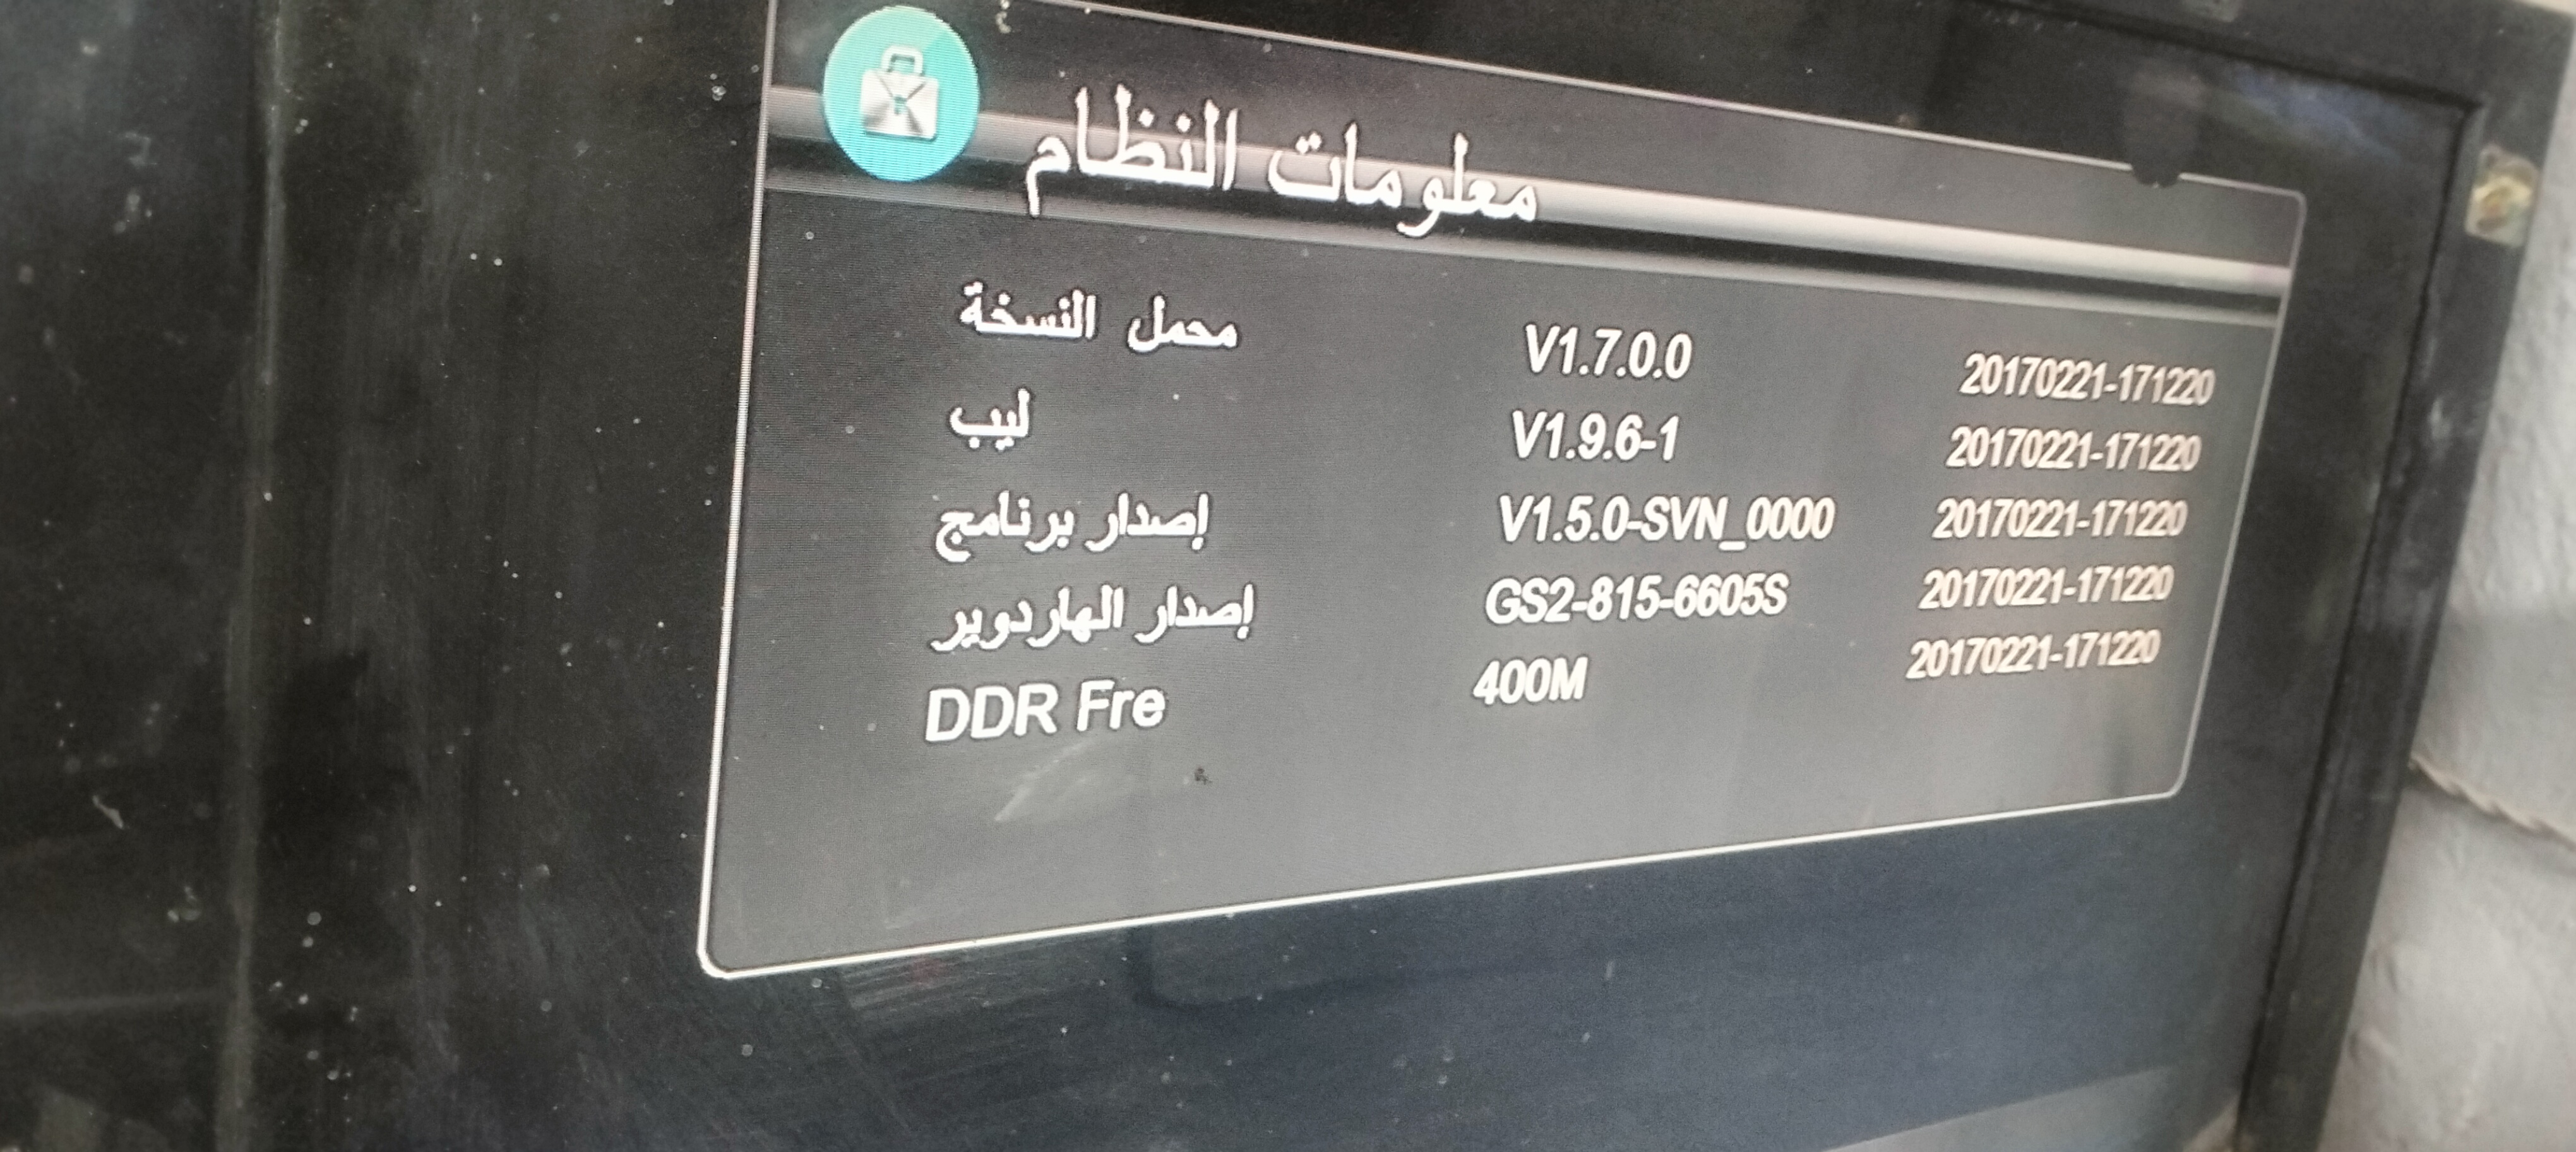 معلومات النظام
محمل النسخة V1.7.0.0 20170221-171220
ليب V1.9.6-1 20170221-171220
إصدار برنامج V1.5.0-SVN_0000 20170221-171220
إصدار الهاردوير GS2-815-6605S 20170221-171220
DDR Fre 400M 20170221-171220